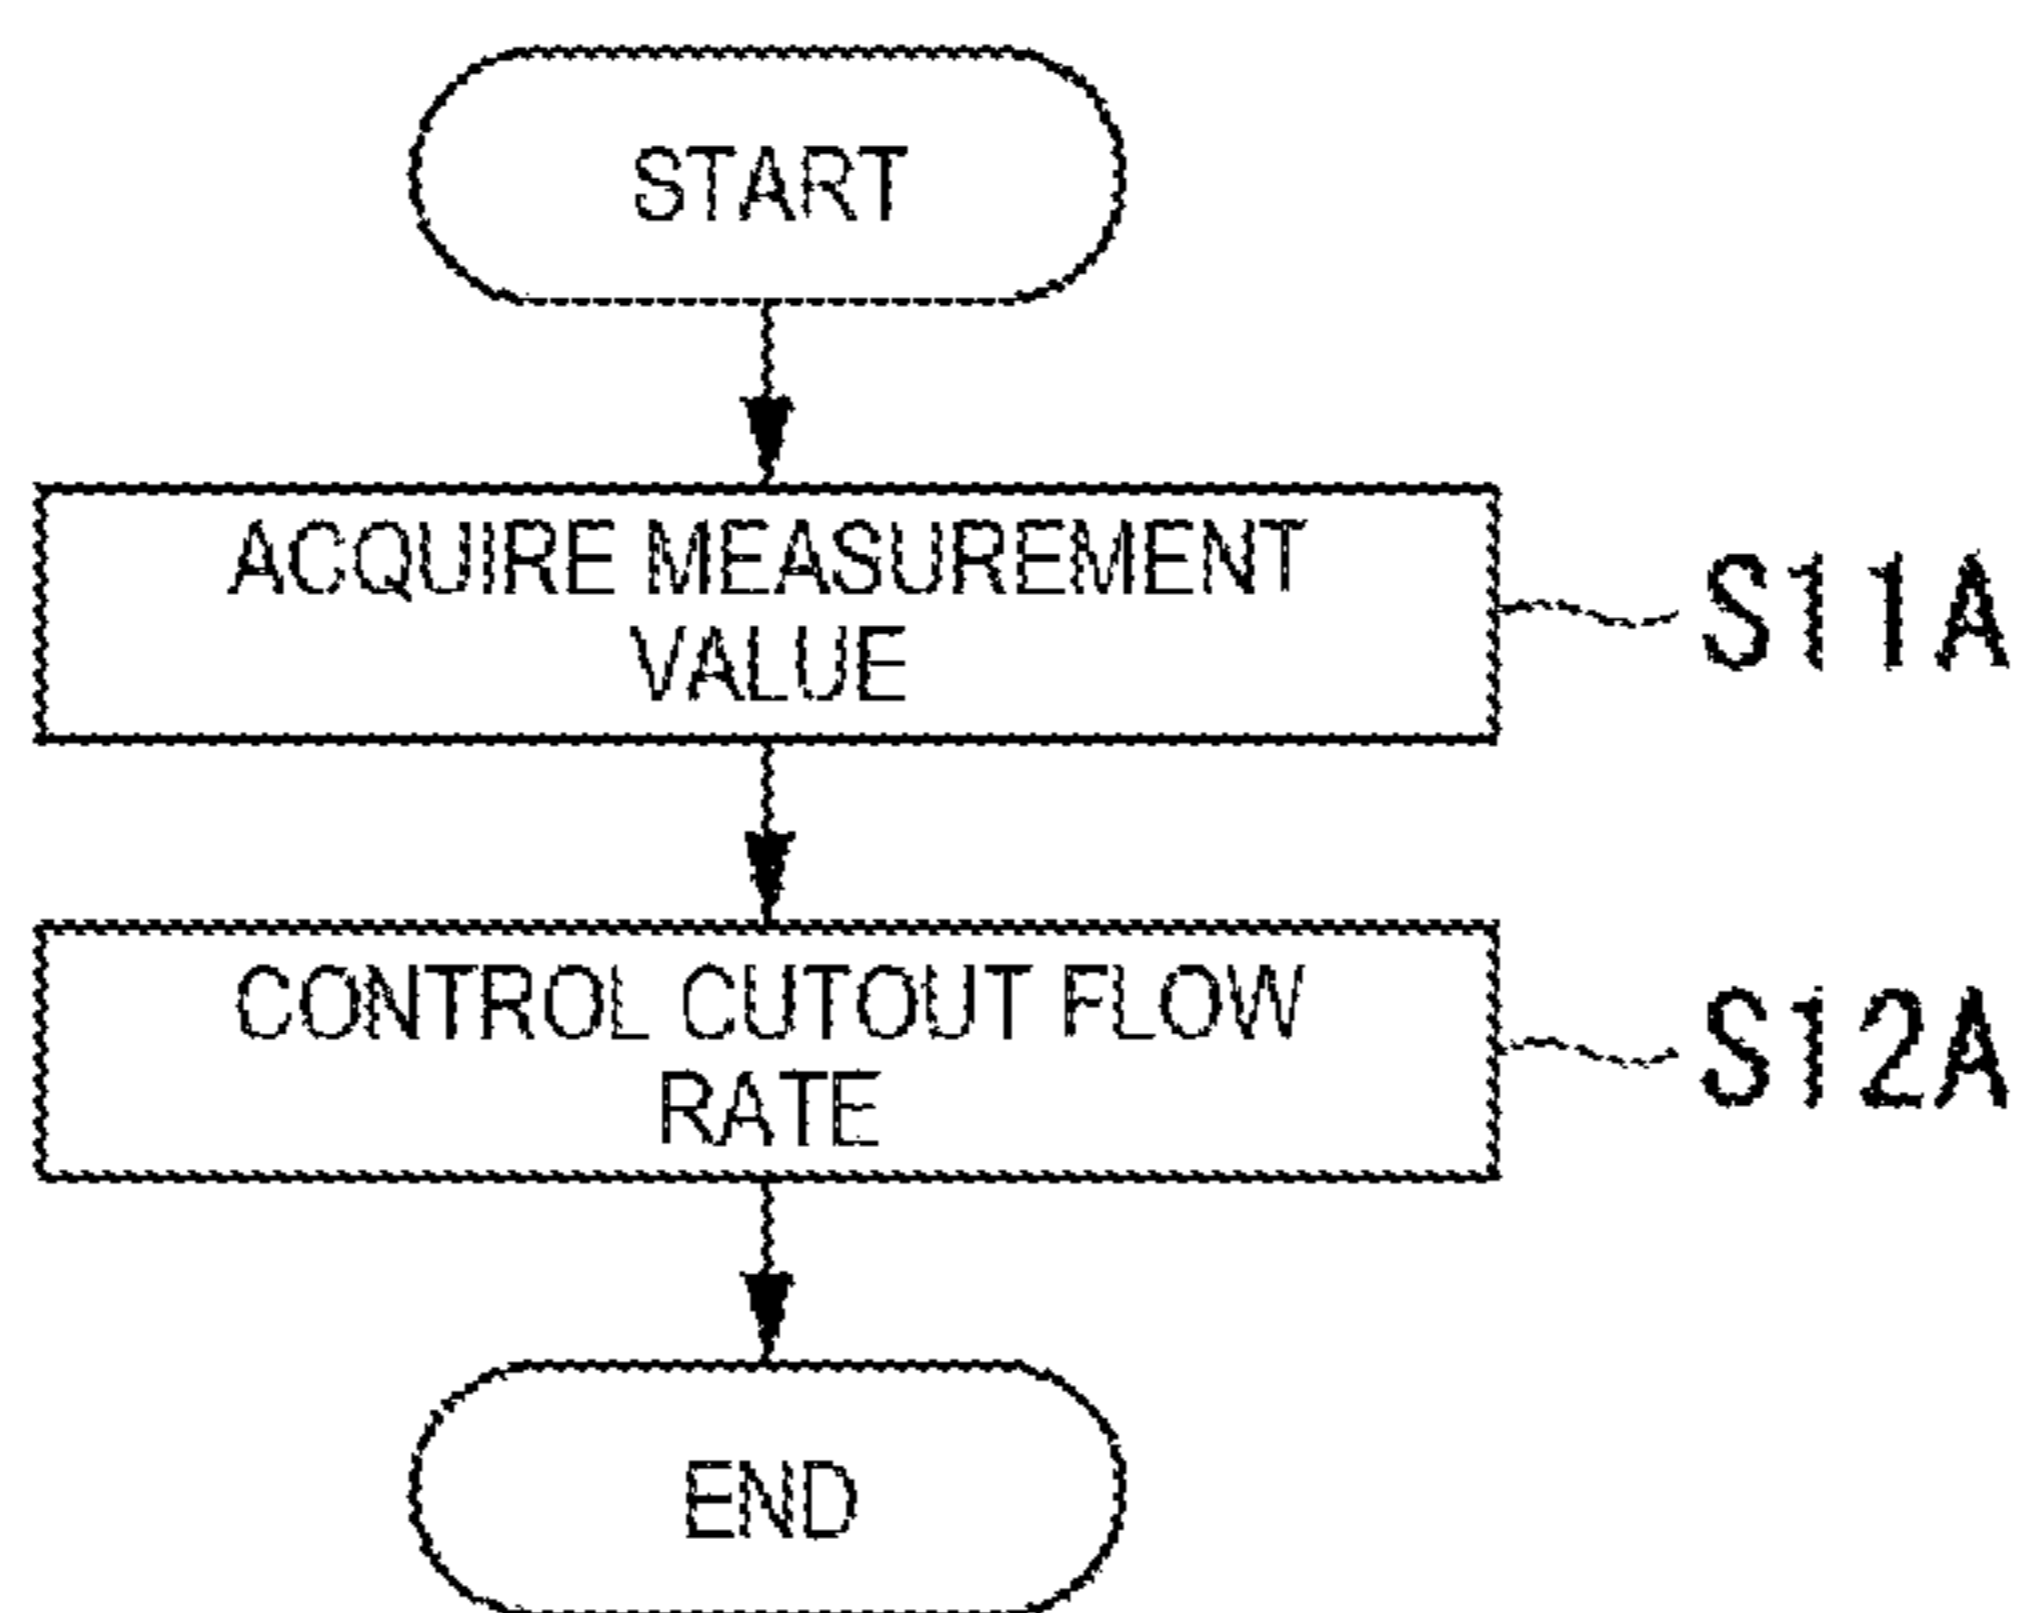 START
ACQUIRE MEASUREMENT
VALUE
S11A
CONTROL CUTOUT FLOW
RATE
S12A
END